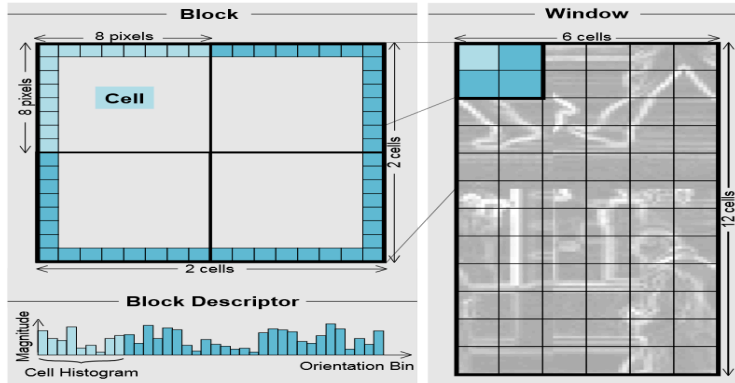 Block
8 pixels
8 pixels
Cell
2 cells
2 cells
Block Descriptor
Magnitude
Cell Histogram
Orientation Bin
Window
6 cells
12 cells